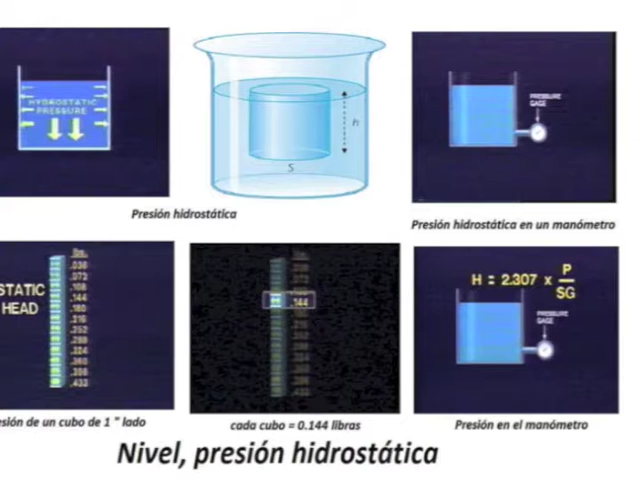 HYDROSTATIC
PRESSURE
h
S
PRESSURE
GAGE
Presión hidrostática
Presión hidrostática en un manómetro
STATIC
HEAD
.036
.072
.108
.144
.180
.216
.252
.288
.324
.360
.396
.433
.144
H = 2.307 x P
SG
PRESSURE
GAGE
esión de un cubo de 1 " lado
cada cubo = 0.144 libras
Presión en el manómetro
Nivel, presión hidrostática